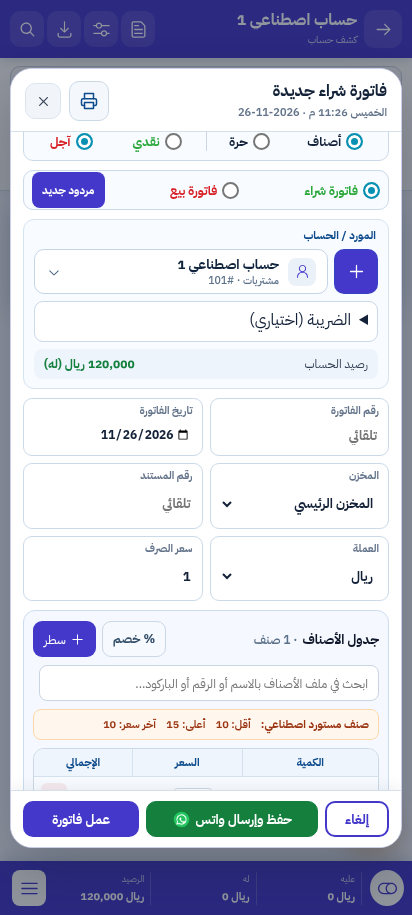 حساب اصطناعي 1
كشف حساب
فاتورة شراء جديدة
الخميس 11:26 م · 2026-11-26
أصناف حرة نقدي آجل
فاتورة شراء فاتورة بيع مردود جديد
المورد / الحساب
حساب اصطناعي 1
مشتريات · #101
الضريبة (اختياري)
رصيد الحساب 120,000 ريال (له)
رقم الفاتورة تاريخ الفاتورة
تلقائي 11/26/2026
المخزن رقم المستند
المخزن الرئيسي تلقائي
العملة سعر الصرف
ريال 1
جدول الأصناف · 1 صنف % خصم + سطر
ابحث في ملف الأصناف بالاسم أو الرقم أو الباركود...
صنف مستورد اصطناعي: أقل: 10 أعلى: 15 آخر سعر: 10
الكمية السعر الإجمالي
إلغاء حفظ وإرسال واتس عمل فاتورة
عليه له الرصيد
0 ريال 0 ريال 120,000 ريال